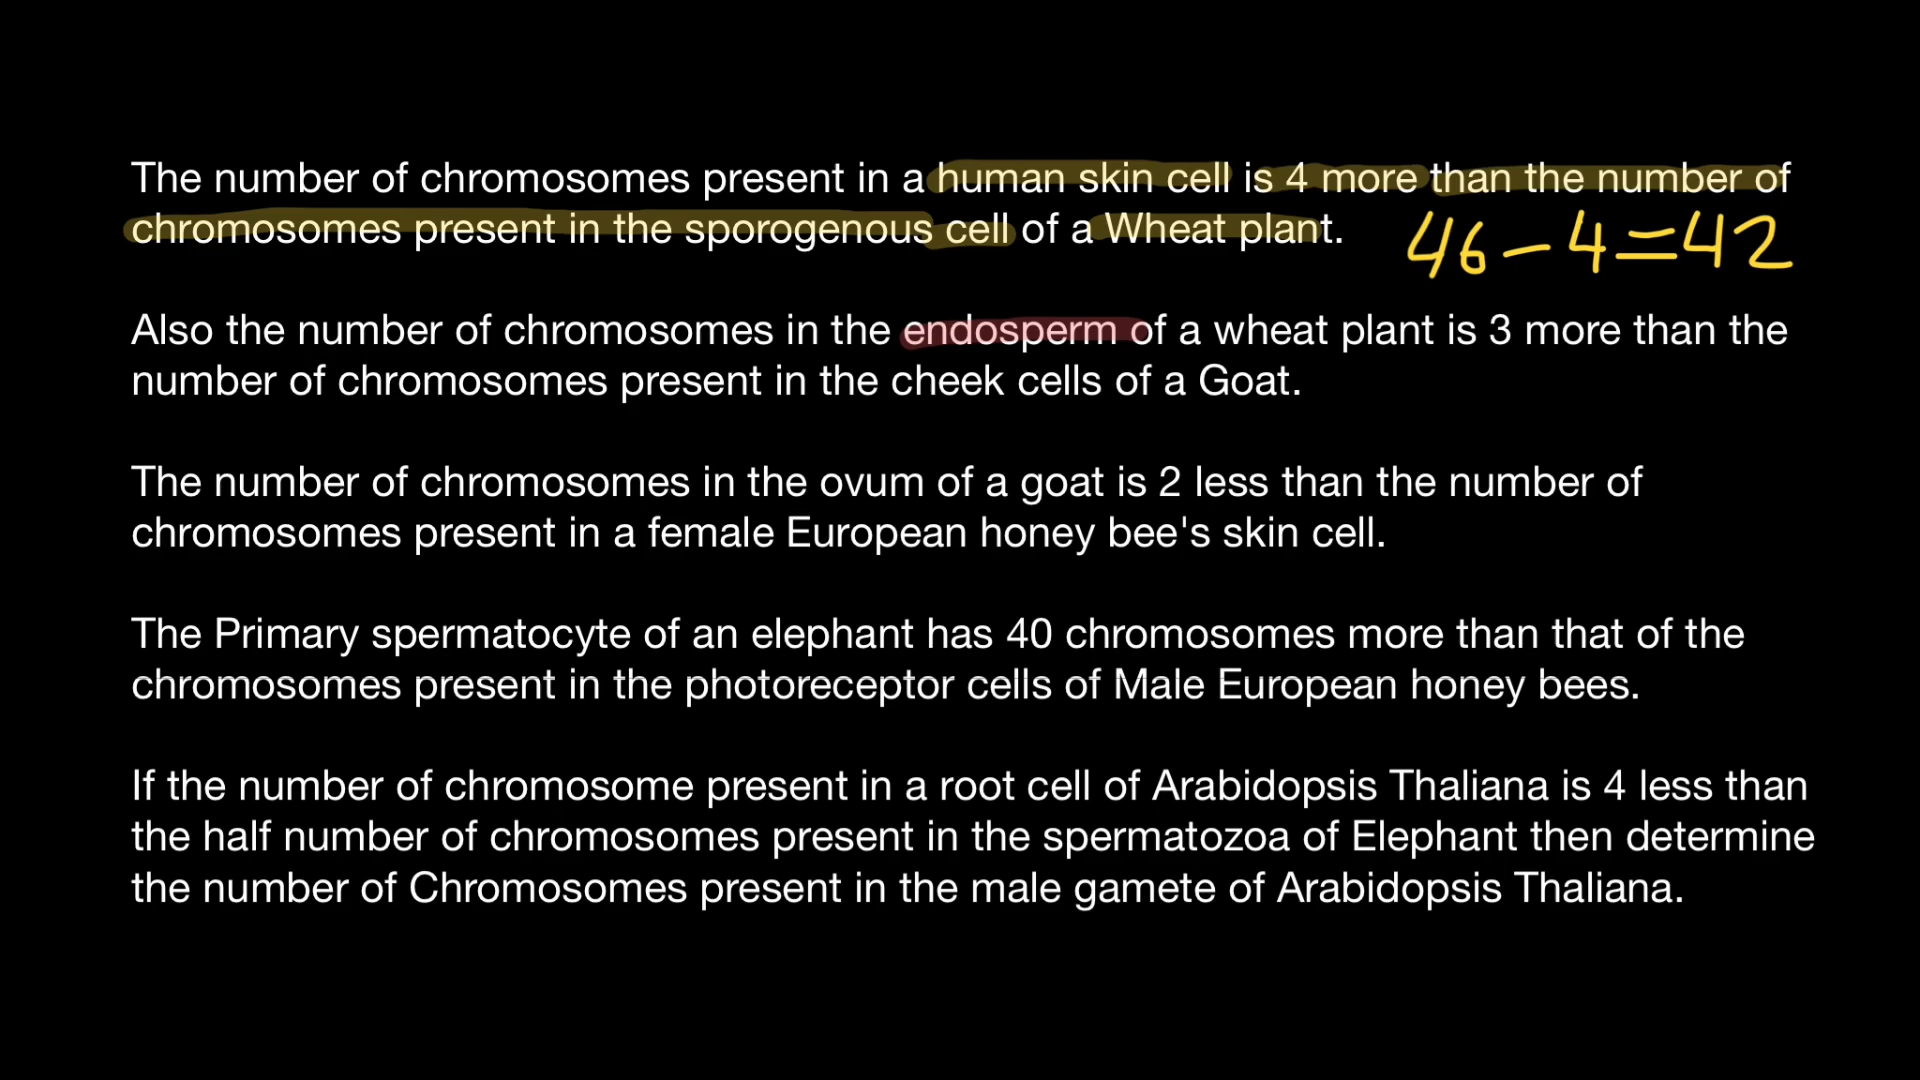 The number of chromosomes present in a human skin cell is 4 more than the number of
chromosomes present in the sporogenous cell of a Wheat plant.
46-4=42
Also the number of chromosomes in the endosperm of a wheat plant is 3 more than the
number of chromosomes present in the cheek cells of a Goat.
The number of chromosomes in the ovum of a goat is 2 less than the number of
chromosomes present in a female European honey bee's skin cell.
The Primary spermatocyte of an elephant has 40 chromosomes more than that of the
chromosomes present in the photoreceptor cells of Male European honey bees.
If the number of chromosome present in a root cell of Arabidopsis Thaliana is 4 less than
the half number of chromosomes present in the spermatozoa of Elephant then determine
the number of Chromosomes present in the male gamete of Arabidopsis Thaliana.